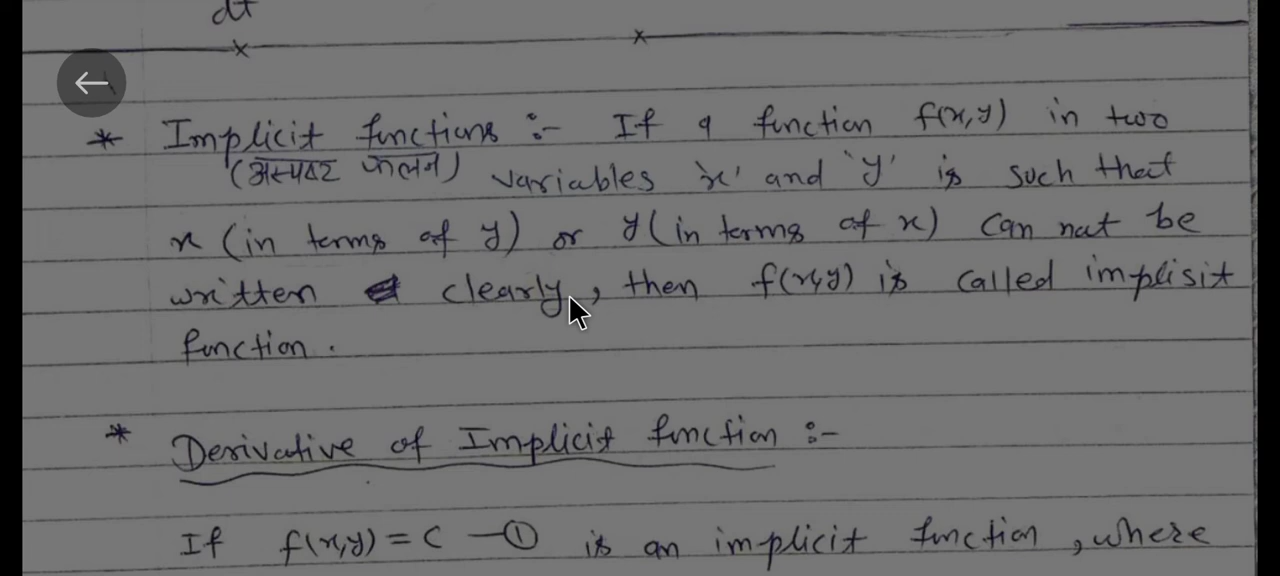 dt
* Implicit functions :- If a function f(x,y) in two
(अस्पष्ट फलन) variables 'x' and 'y' is such that
x (in terms of y) or y (in terms of x) can not be
written clearly, then f(x,y) is called implisit
function.
* Derivative of Implicit function :-
If f(x,y) = c —① is an implicit function, where